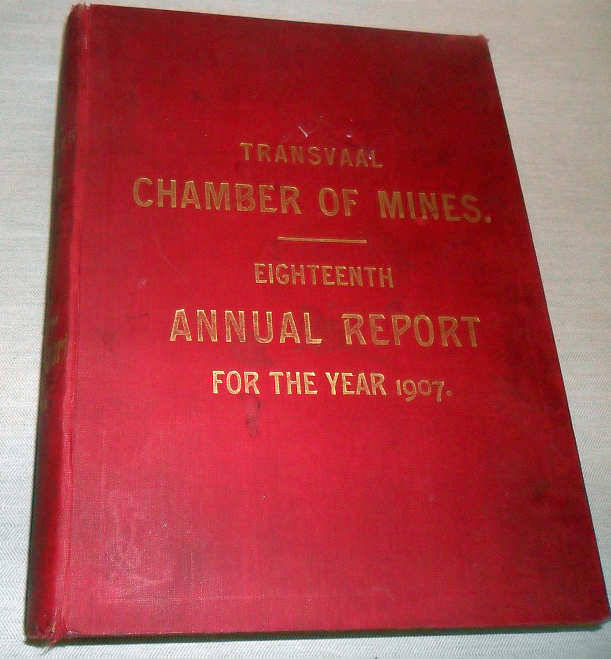 TRANSVAAL
CHAMBER OF MINES.
EIGHTEENTH
ANNUAL REPORT
FOR THE YEAR 1907.